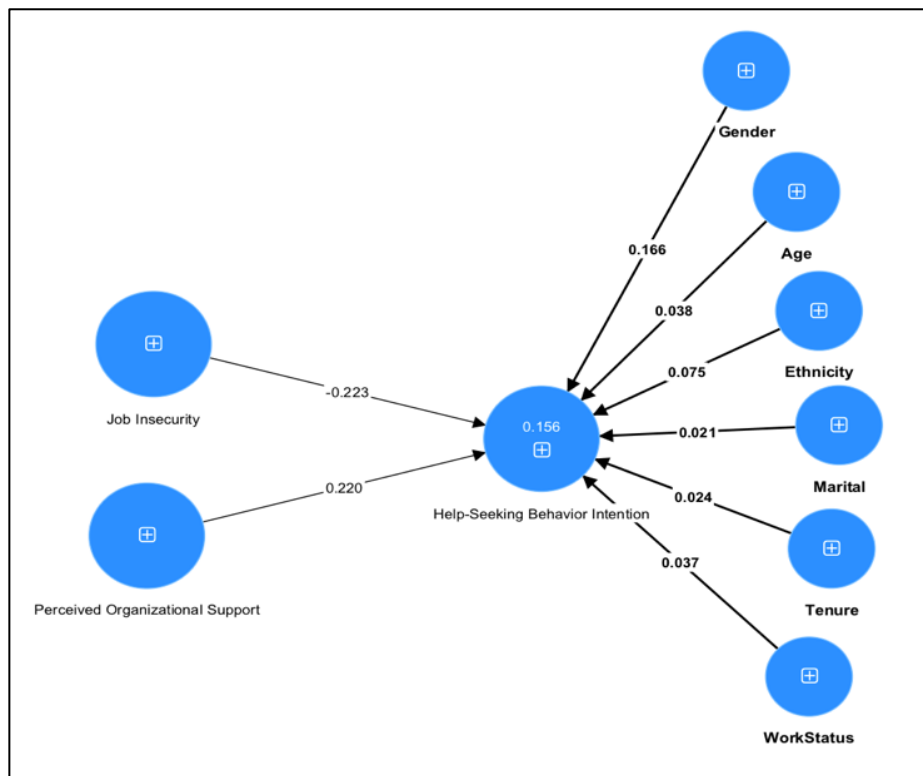 Gender
0.166
Age
0.038
Ethnicity
0.075
Job Insecurity
-0.223
0.156
Help-Seeking Behavior Intention
0.021
Marital
0.220
Perceived Organizational Support
0.024
Tenure
0.037
WorkStatus